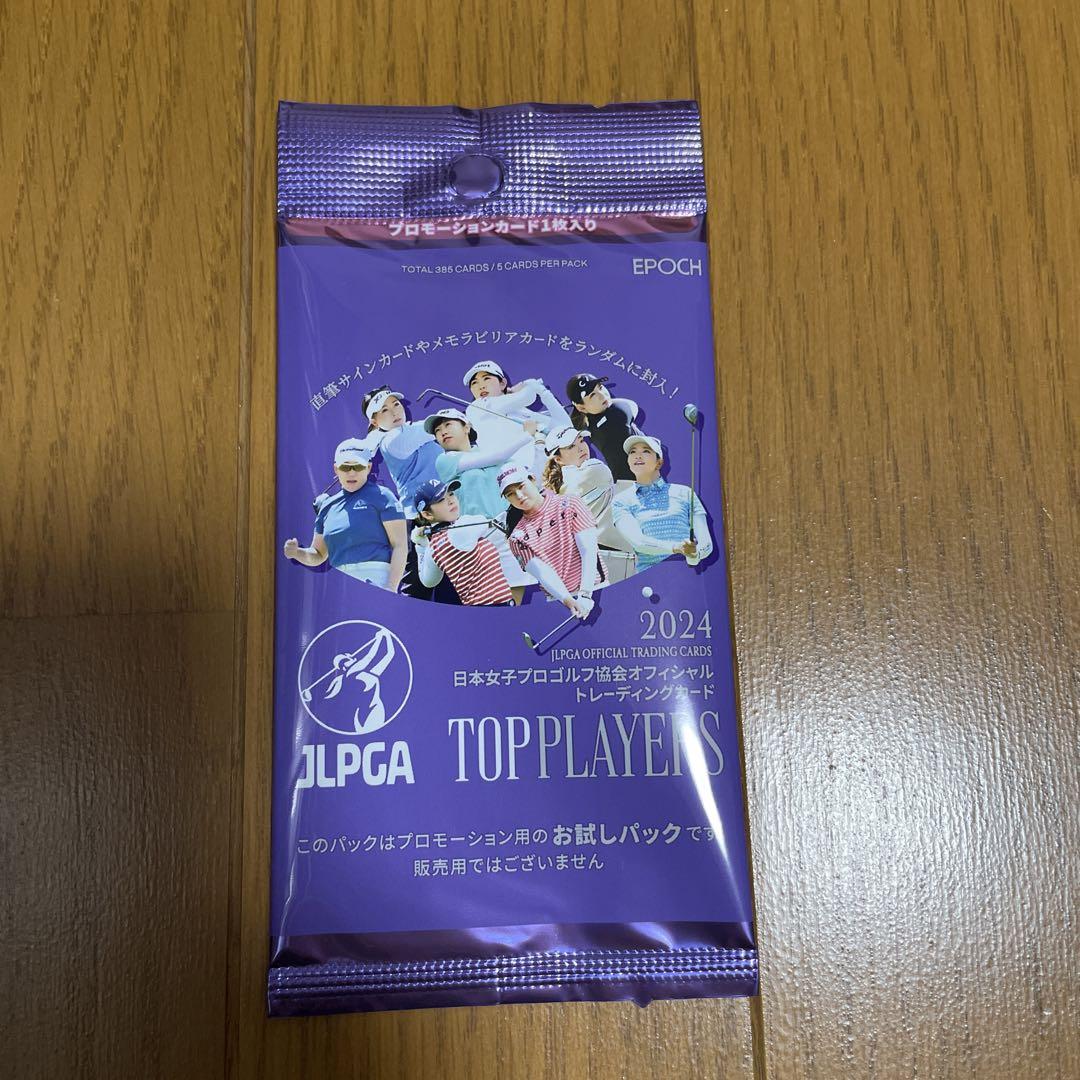 プロモーションカード1枚入り
TOTAL 385 CARDS / 5 CARDS PER PACK
EPOCH
直筆サインカードやメモラビリアカードをランダムに封入!
2024
JLPGA OFFICIAL TRADING CARDS
日本女子プロゴルフ協会オフィシャル
トレーディングカード
JLPGA
TOP PLAYERS
このパックはプロモーション用のお試しパックです
販売用ではございません